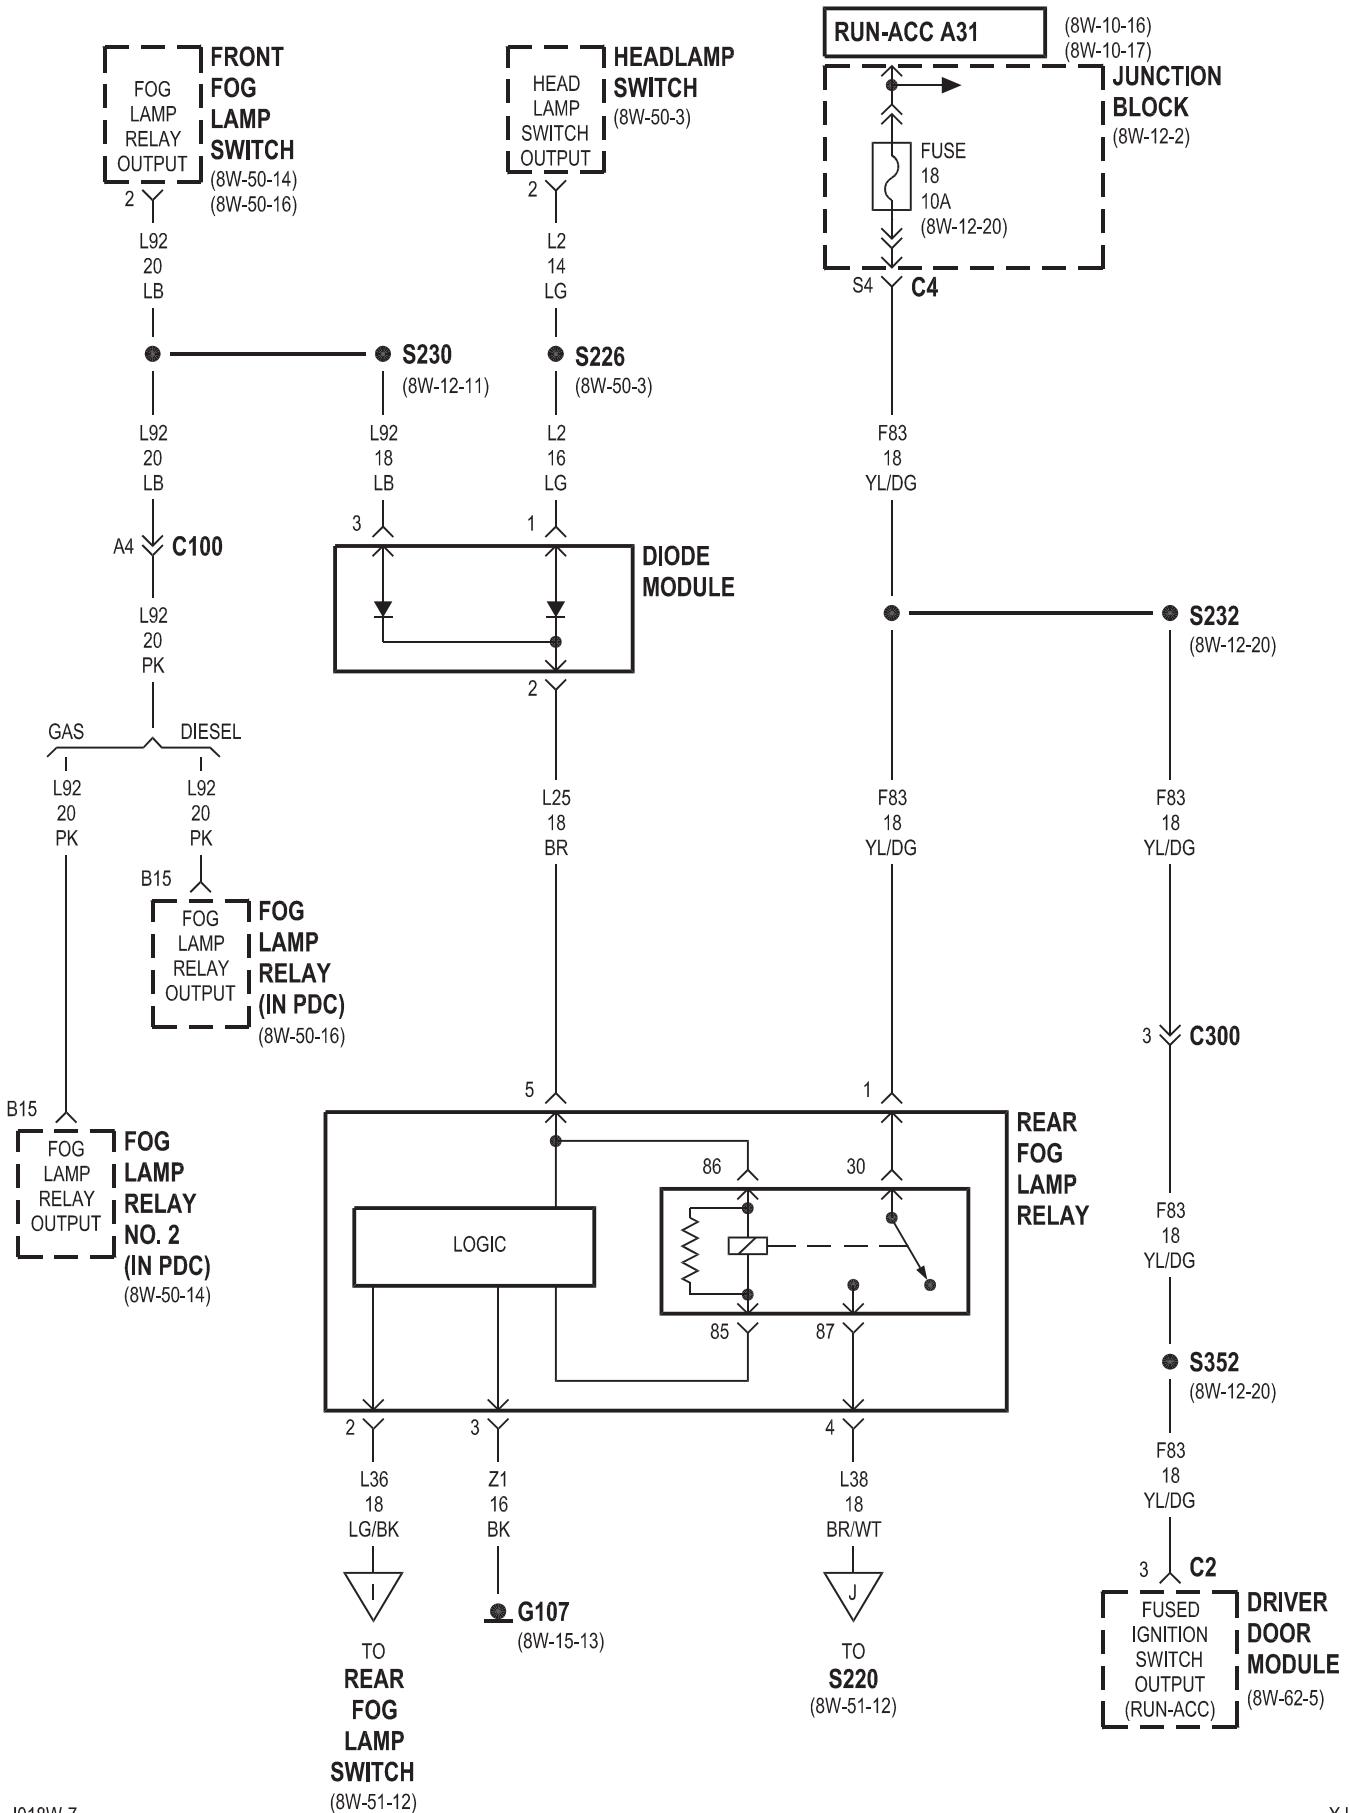 RUN-ACC A31
(8W-10-16)
(8W-10-17)
FRONT
FOG
LAMP
SWITCH
(8W-50-14)
(8W-50-16)
FOG
LAMP
RELAY
OUTPUT
2
HEADLAMP
SWITCH
(8W-50-3)
HEAD
LAMP
SWITCH
OUTPUT
2
JUNCTION
BLOCK
(8W-12-2)
FUSE
18
10A
(8W-12-20)
S4
C4
L92
20
LB
L2
14
LG
S230
(8W-12-11)
S226
(8W-50-3)
L92
20
LB
L92
18
LB
L2
16
LG
F83
18
YL/DG
A4
C100
3
1
DIODE
MODULE
2
L92
20
PK
S232
(8W-12-20)
GAS
DIESEL
L92
20
PK
L92
20
PK
L25
18
BR
F83
18
YL/DG
F83
18
YL/DG
B15
FOG
LAMP
RELAY
OUTPUT
FOG
LAMP
RELAY
(IN PDC)
(8W-50-16)
3
C300
B15
FOG
LAMP
RELAY
OUTPUT
FOG
LAMP
RELAY
NO. 2
(IN PDC)
(8W-50-14)
5
1
REAR
FOG
LAMP
RELAY
86
30
LOGIC
85
87
F83
18
YL/DG
S352
(8W-12-20)
2
3
4
L36
18
LG/BK
Z1
16
BK
L38
18
BR/WT
F83
18
YL/DG
I
TO
REAR
FOG
LAMP
SWITCH
(8W-51-12)
G107
(8W-15-13)
J
TO
S220
(8W-51-12)
3
C2
FUSED
IGNITION
SWITCH
OUTPUT
(RUN-ACC)
DRIVER
DOOR
MODULE
(8W-62-5)